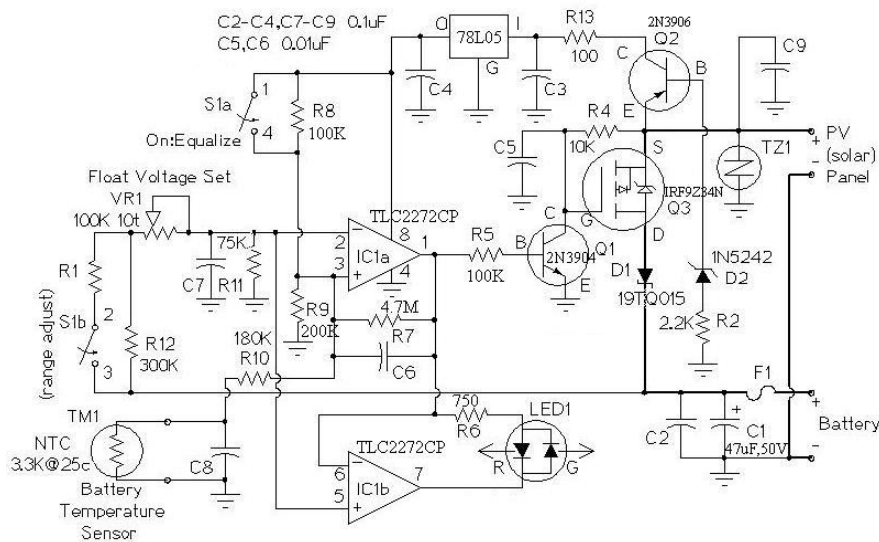 C2-C4,C7-C9 0.1uF
C5,C6 0.01uF
O
78L05
I
G
R13
100
2N3906
C
Q2
B
E
C9
C4
C3
S1a
1
4
On:Equalize
R8
100K
C5
R4
10K
S
G
IRF9Z34N
Q3
D
TZ1
PV
+
(solar)
-
Panel
Float Voltage Set
VR1
100K 10t
75K
C7
R11
TLC2272CP
2
3
8
1
4
-
+
IC1a
R5
100K
C
B
2N3904
Q1
E
D1
19TQ015
1N5242
D2
2.2K
R2
R1
S1b
2
3
(range adjust)
R12
300K
R9
200K
4.7M
R7
C6
180K
R10
F1
+
Battery
-
C2
+
C1
47uF,50V
TM1
NTC
3.3K@25c
Battery
Temperature
Sensor
C8
750
R6
LED1
R
G
TLC2272CP
6
5
7
-
+
IC1b